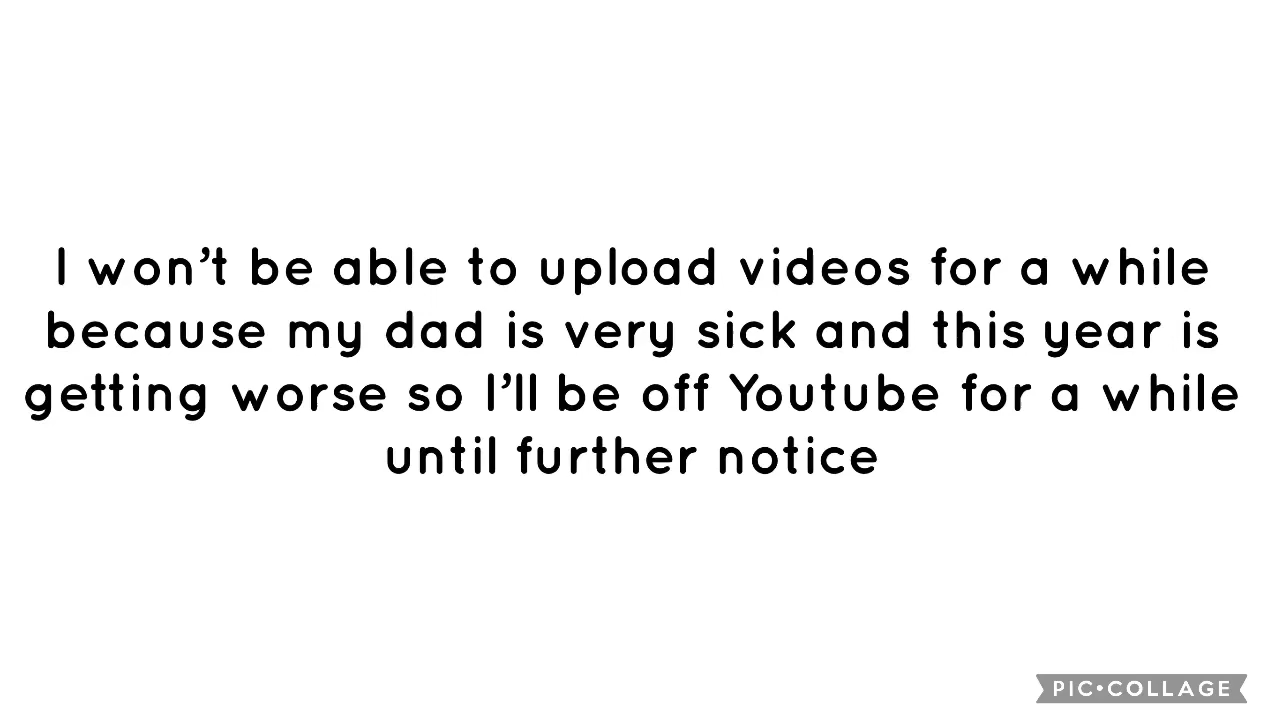 I won’t be able to upload videos for a while
because my dad is very sick and this year is
getting worse so I’ll be off Youtube for a while
until further notice
PIC•COLLAGE